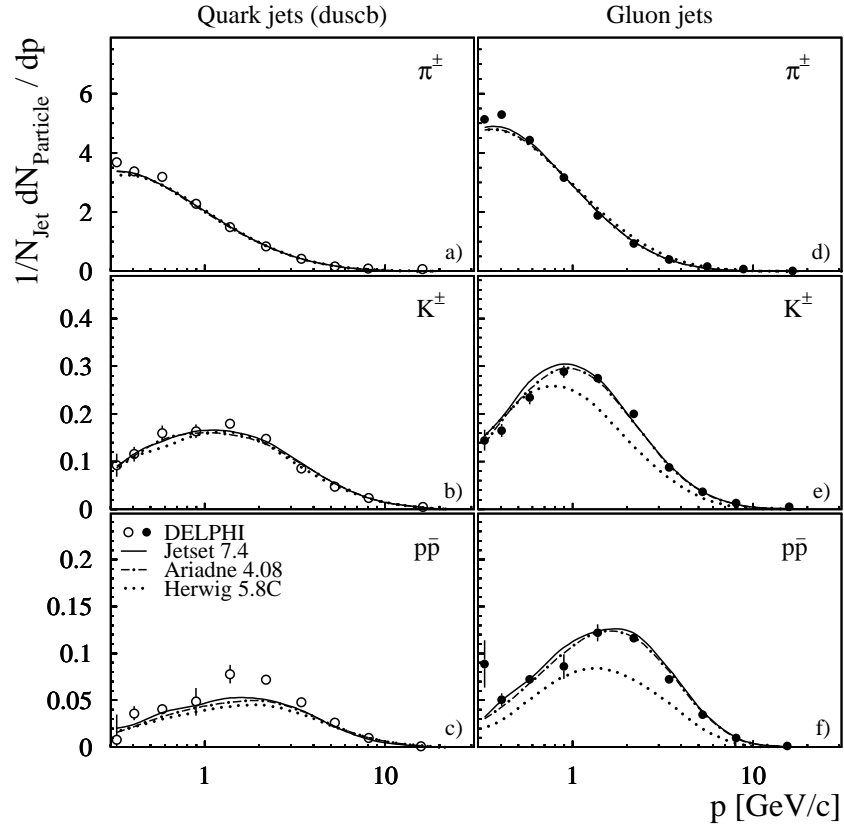 Quark jets (duscb) Gluon jets
1/N_Jet dN_Particle / dp
π± π±
6
4
2
0
a) d)
K± K±
0.4
0.3
0.2
0.1
0
b) e)
○ ● DELPHI
Jetset 7.4
Ariadne 4.08
Herwig 5.8C
pp̄ pp̄
0.2
0.15
0.1
0.05
0
c) f)
1 10 1 10
p [GeV/c]